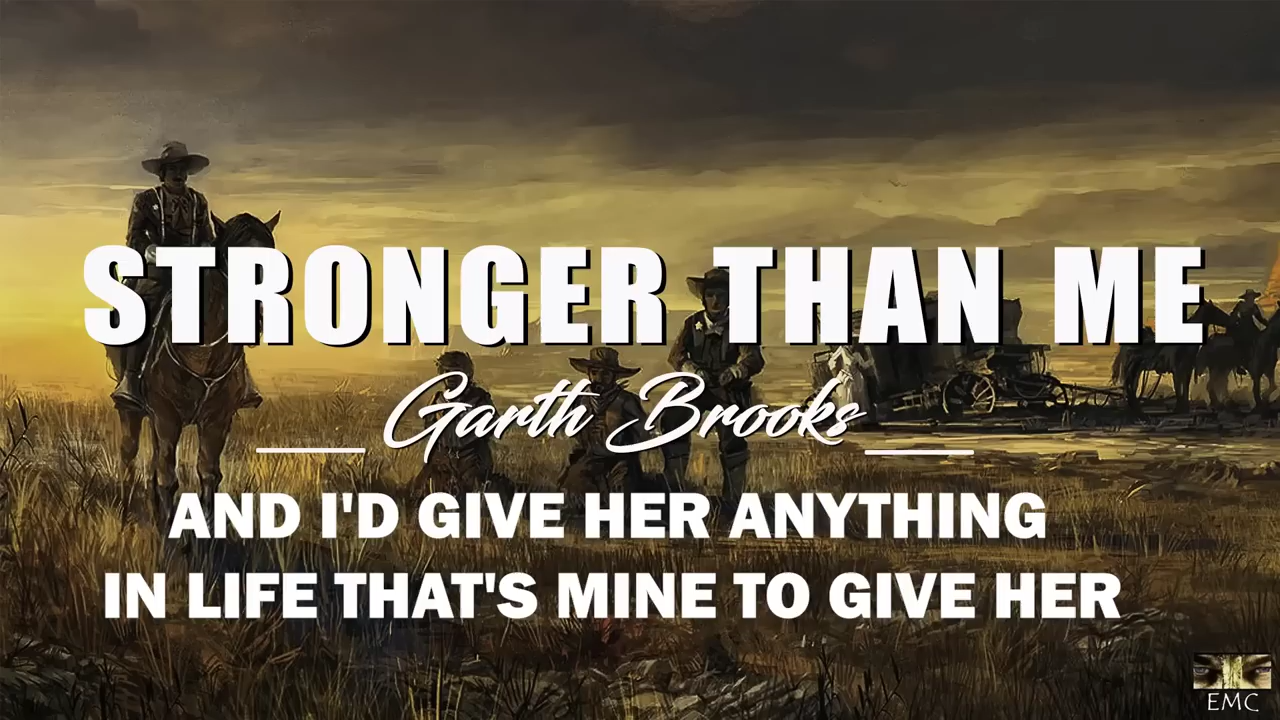 STRONGER THAN ME
Garth Brooks
AND I'D GIVE HER ANYTHING
IN LIFE THAT'S MINE TO GIVE HER
EMC